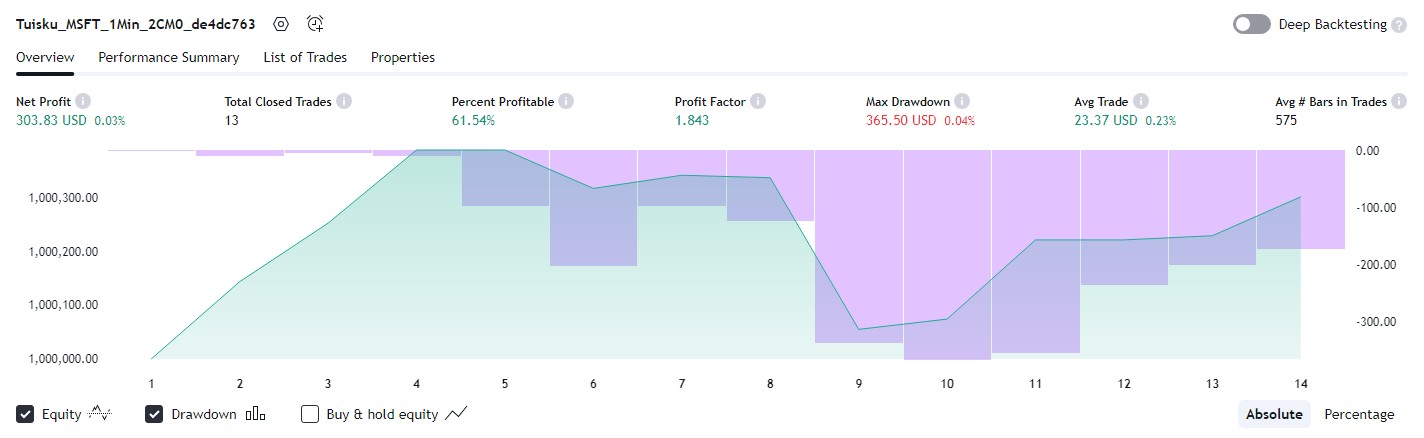 Tuisku_MSFT_1Min_2CM0_de4dc763
Deep Backtesting
Overview Performance Summary List of Trades Properties
Net Profit Total Closed Trades Percent Profitable Profit Factor Max Drawdown Avg Trade Avg # Bars in Trades
303.83 USD 0.03% 13 61.54% 1.843 365.50 USD 0.04% 23.37 USD 0.23% 575
0.00
1,000,300.00
-100.00
1,000,200.00
-200.00
1,000,100.00
-300.00
1,000,000.00
1 2 3 4 5 6 7 8 9 10 11 12 13 14
Equity Drawdown Buy & hold equity Absolute Percentage